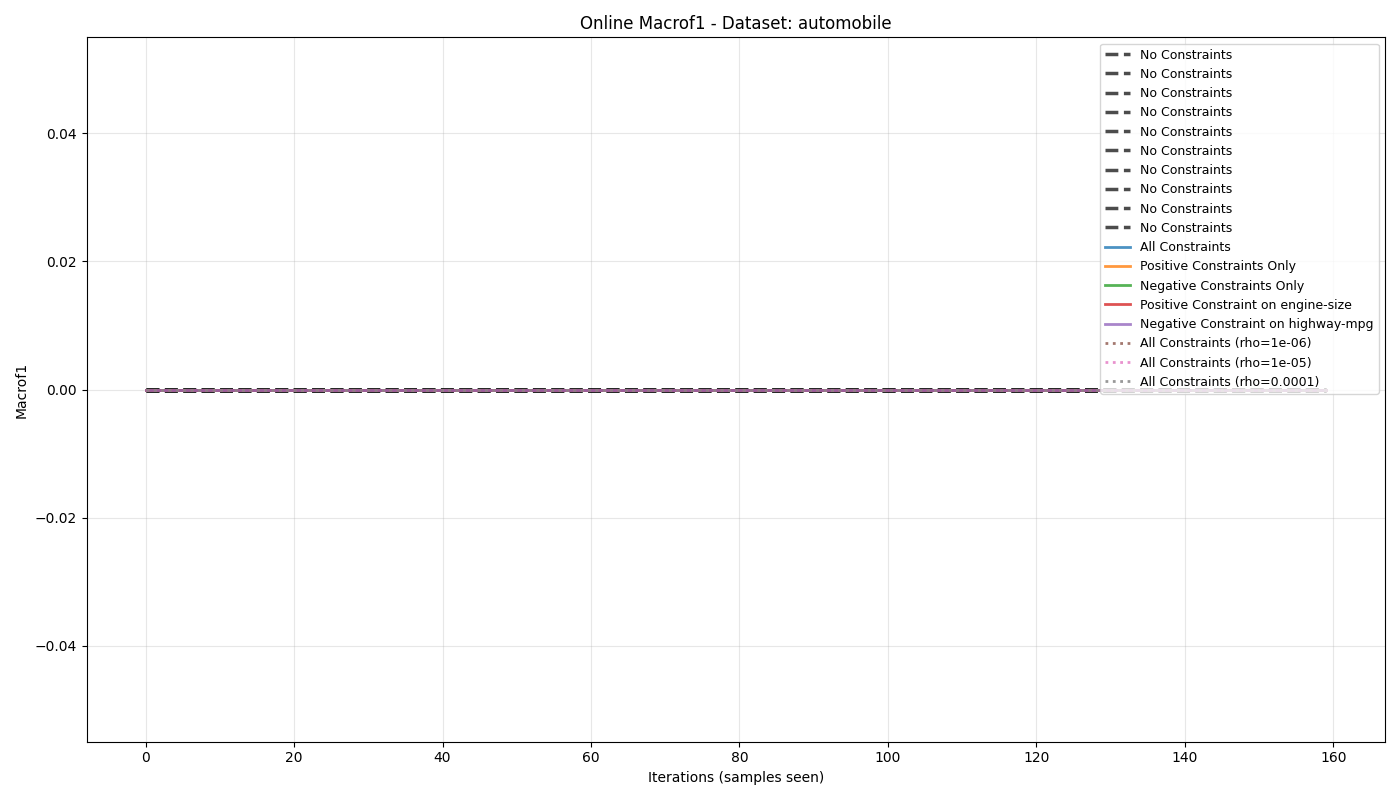 Online Macrof1 - Dataset: automobile
No Constraints
No Constraints
No Constraints
No Constraints
No Constraints
No Constraints
No Constraints
No Constraints
No Constraints
No Constraints
All Constraints
Positive Constraints Only
Negative Constraints Only
Positive Constraint on engine-size
Negative Constraint on highway-mpg
All Constraints (rho=1e-06)
All Constraints (rho=1e-05)
All Constraints (rho=0.0001)
Macrof1
0.04
0.02
0.00
−0.02
−0.04
0 20 40 60 80 100 120 140 160
Iterations (samples seen)